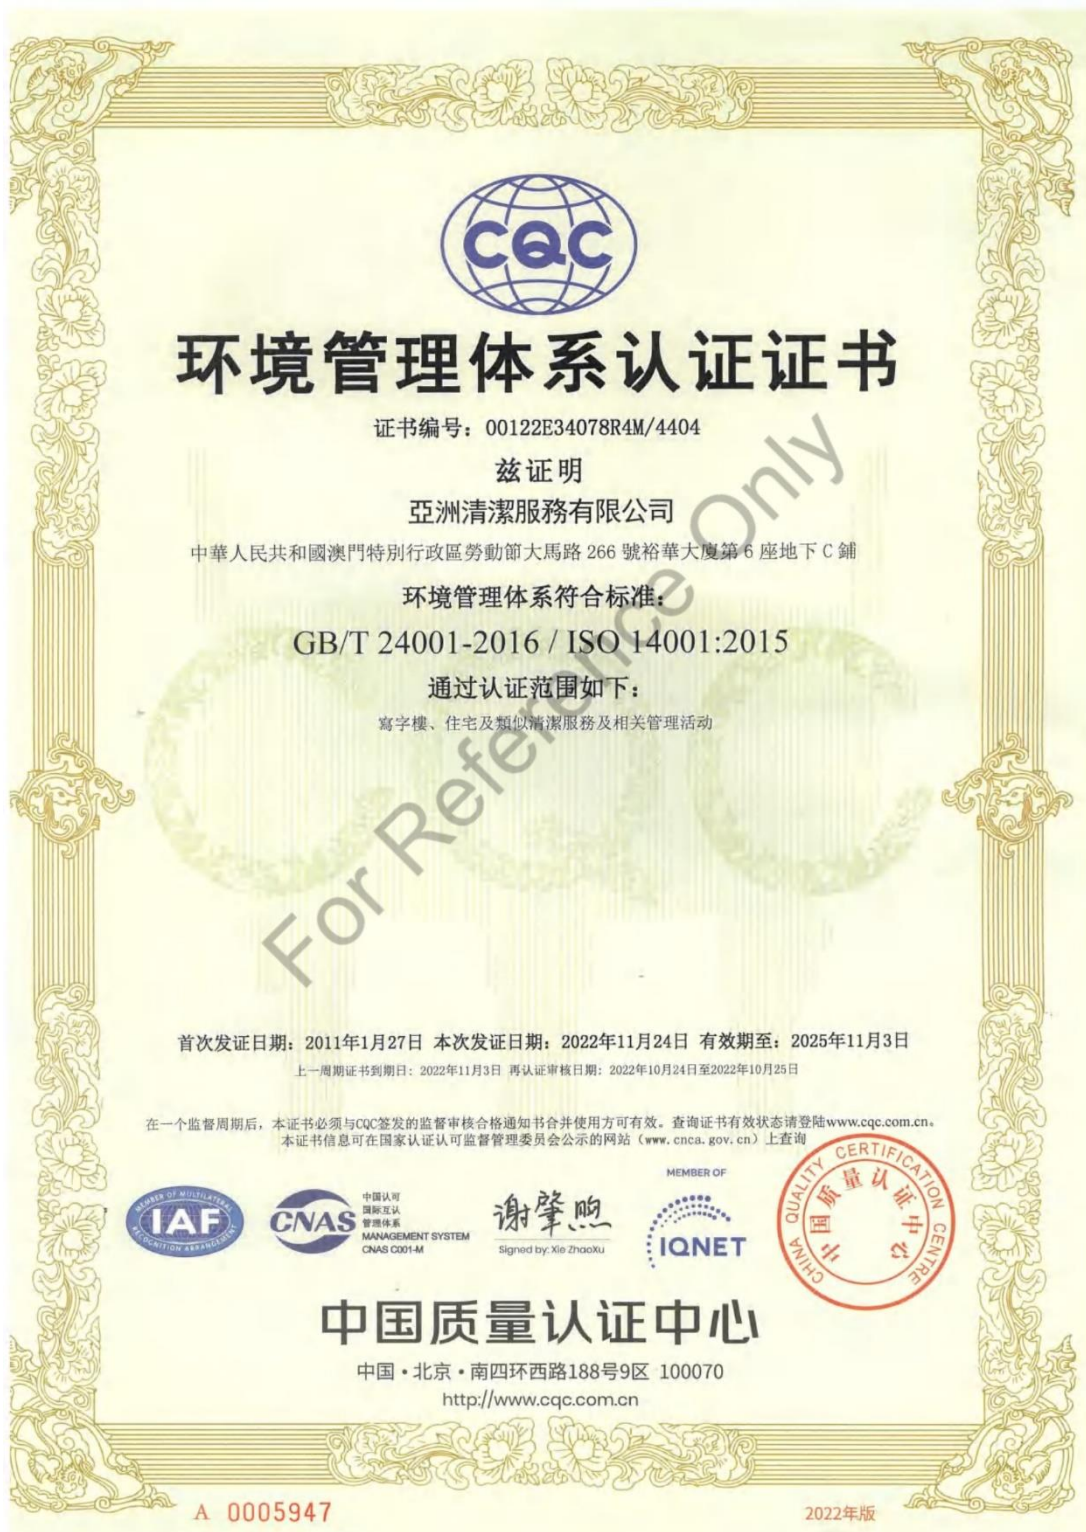 CQC
环境管理体系认证证书
证书编号：00122E34078R4M/4404
兹证明
亞洲清潔服務有限公司
中華人民共和國澳門特別行政區勞動節大馬路 266 號裕華大廈第 6 座地下 C 鋪
环境管理体系符合标准：
GB/T 24001-2016 / ISO 14001:2015
通过认证范围如下：
寫字樓、住宅及類似清潔服務及相关管理活动
For Reference Only
首次发证日期：2011年1月27日 本次发证日期：2022年11月24日 有效期至：2025年11月3日
上一周期证书到期日：2022年11月3日 再认证审核日期：2022年10月24日至2022年10月25日
在一个监督周期后，本证书必须与CQC签发的监督审核合格通知书合并使用方可有效。查询证书有效状态请登陆www.cqc.com.cn。
本证书信息可在国家认证认可监督管理委员会公示的网站（www.cnca.gov.cn）上查询
MEMBER OF MULTILATERAL
IAF
RECOGNITION ARRANGEMENT
CNAS
中国认可
国际互认
管理体系
MANAGEMENT SYSTEM
CNAS C001-M
谢肇煦
Signed by: Xie ZhaoXu
MEMBER OF
IQNET
CHINA QUALITY CERTIFICATION CENTRE
中国质量认证中心
中国质量认证中心
中国·北京·南四环西路188号9区 100070
http://www.cqc.com.cn
A 0005947
2022年版